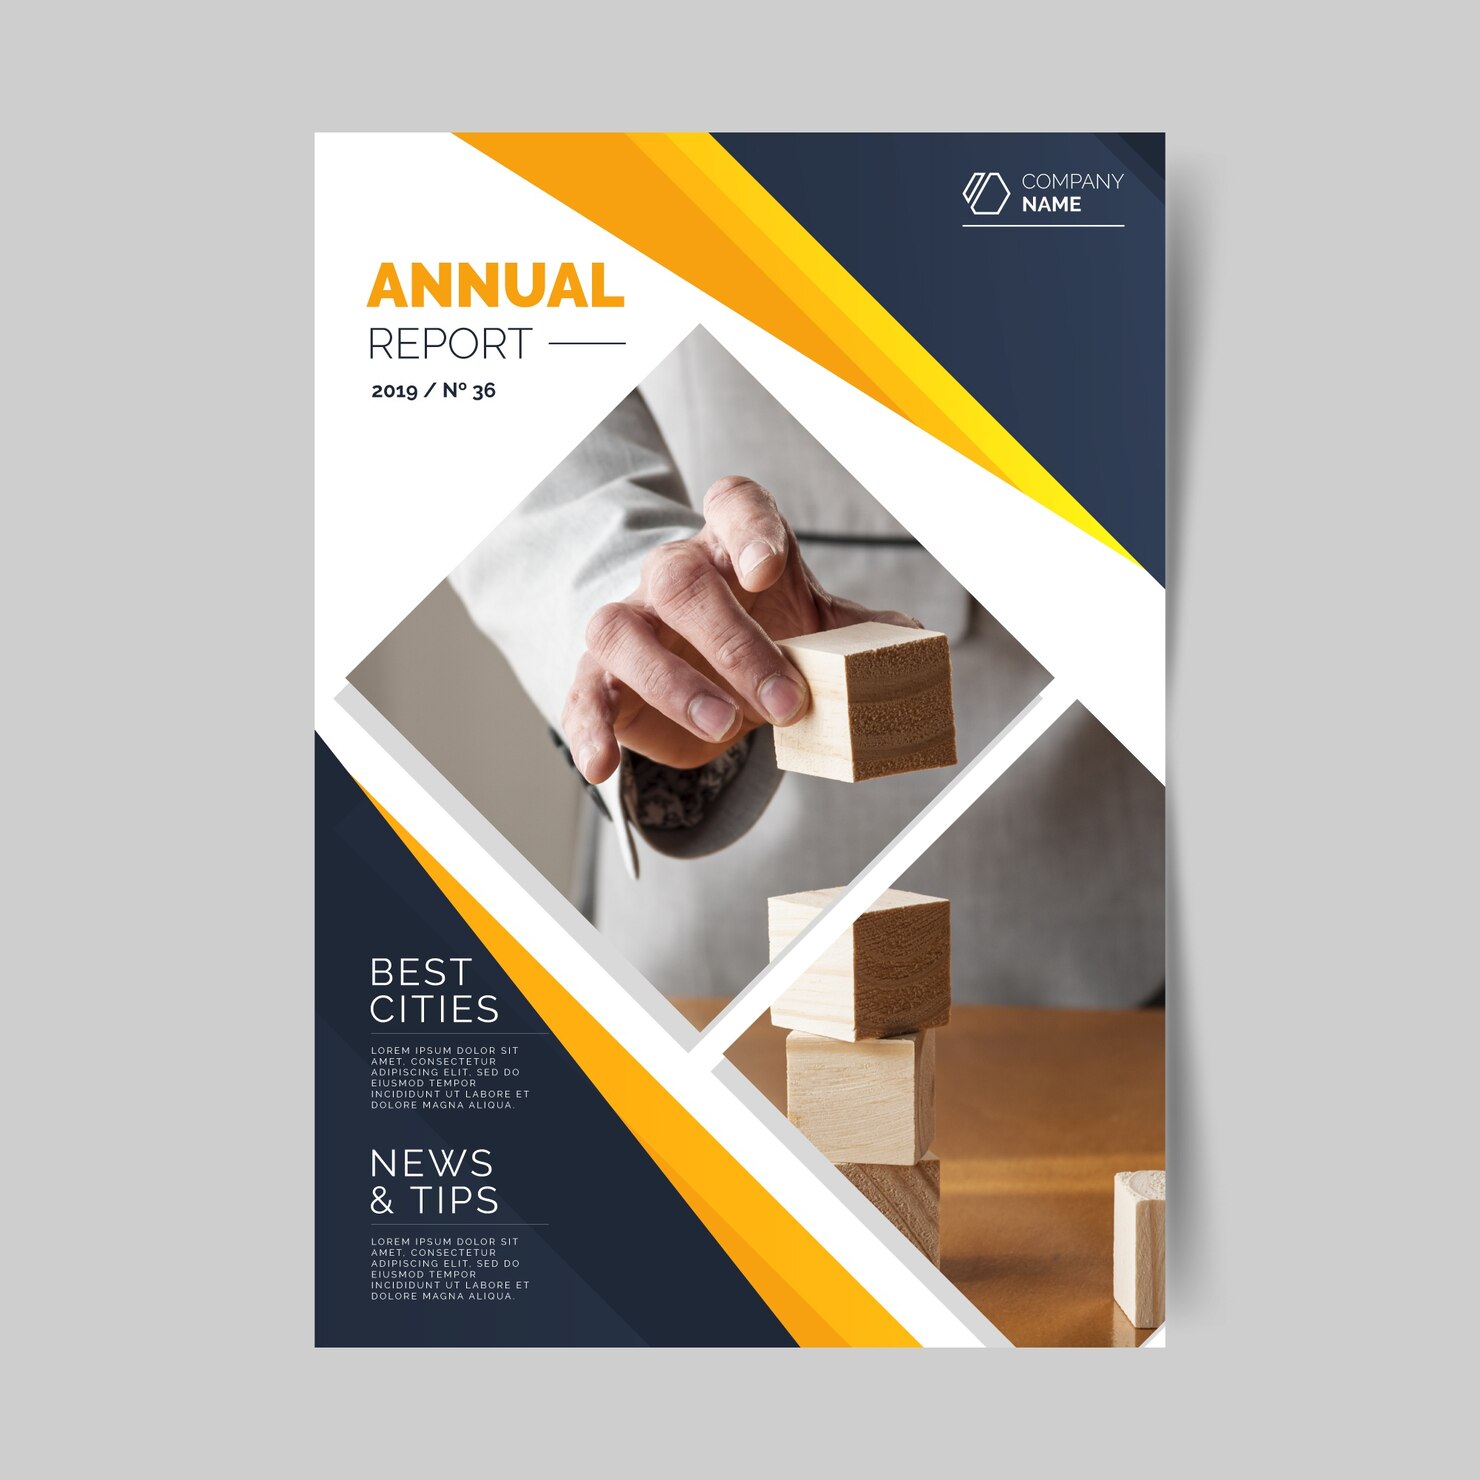 COMPANY
NAME
ANNUAL
REPORT
2019 / Nº 36
BEST
CITIES
LOREM IPSUM DOLOR SIT
AMET, CONSECTETUR
ADIPISCING ELIT, SED DO
EIUSMOD TEMPOR
INCIDIDUNT UT LABORE ET
DOLORE MAGNA ALIQUA.
NEWS
& TIPS
LOREM IPSUM DOLOR SIT
AMET, CONSECTETUR
ADIPISCING ELIT, SED DO
EIUSMOD TEMPOR
INCIDIDUNT UT LABORE ET
DOLORE MAGNA ALIQUA.